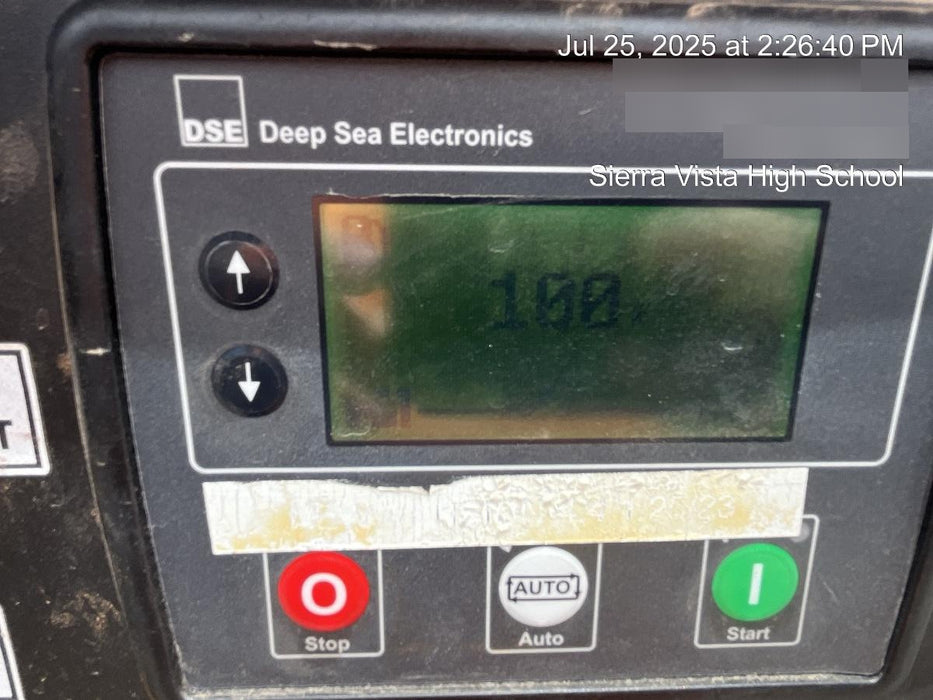 Jul 25, 2025 at 2:26:40 PM
Sierra Vista High School
DSE Deep Sea Electronics
100
T
O
AUTO
I
Stop
Auto
Start